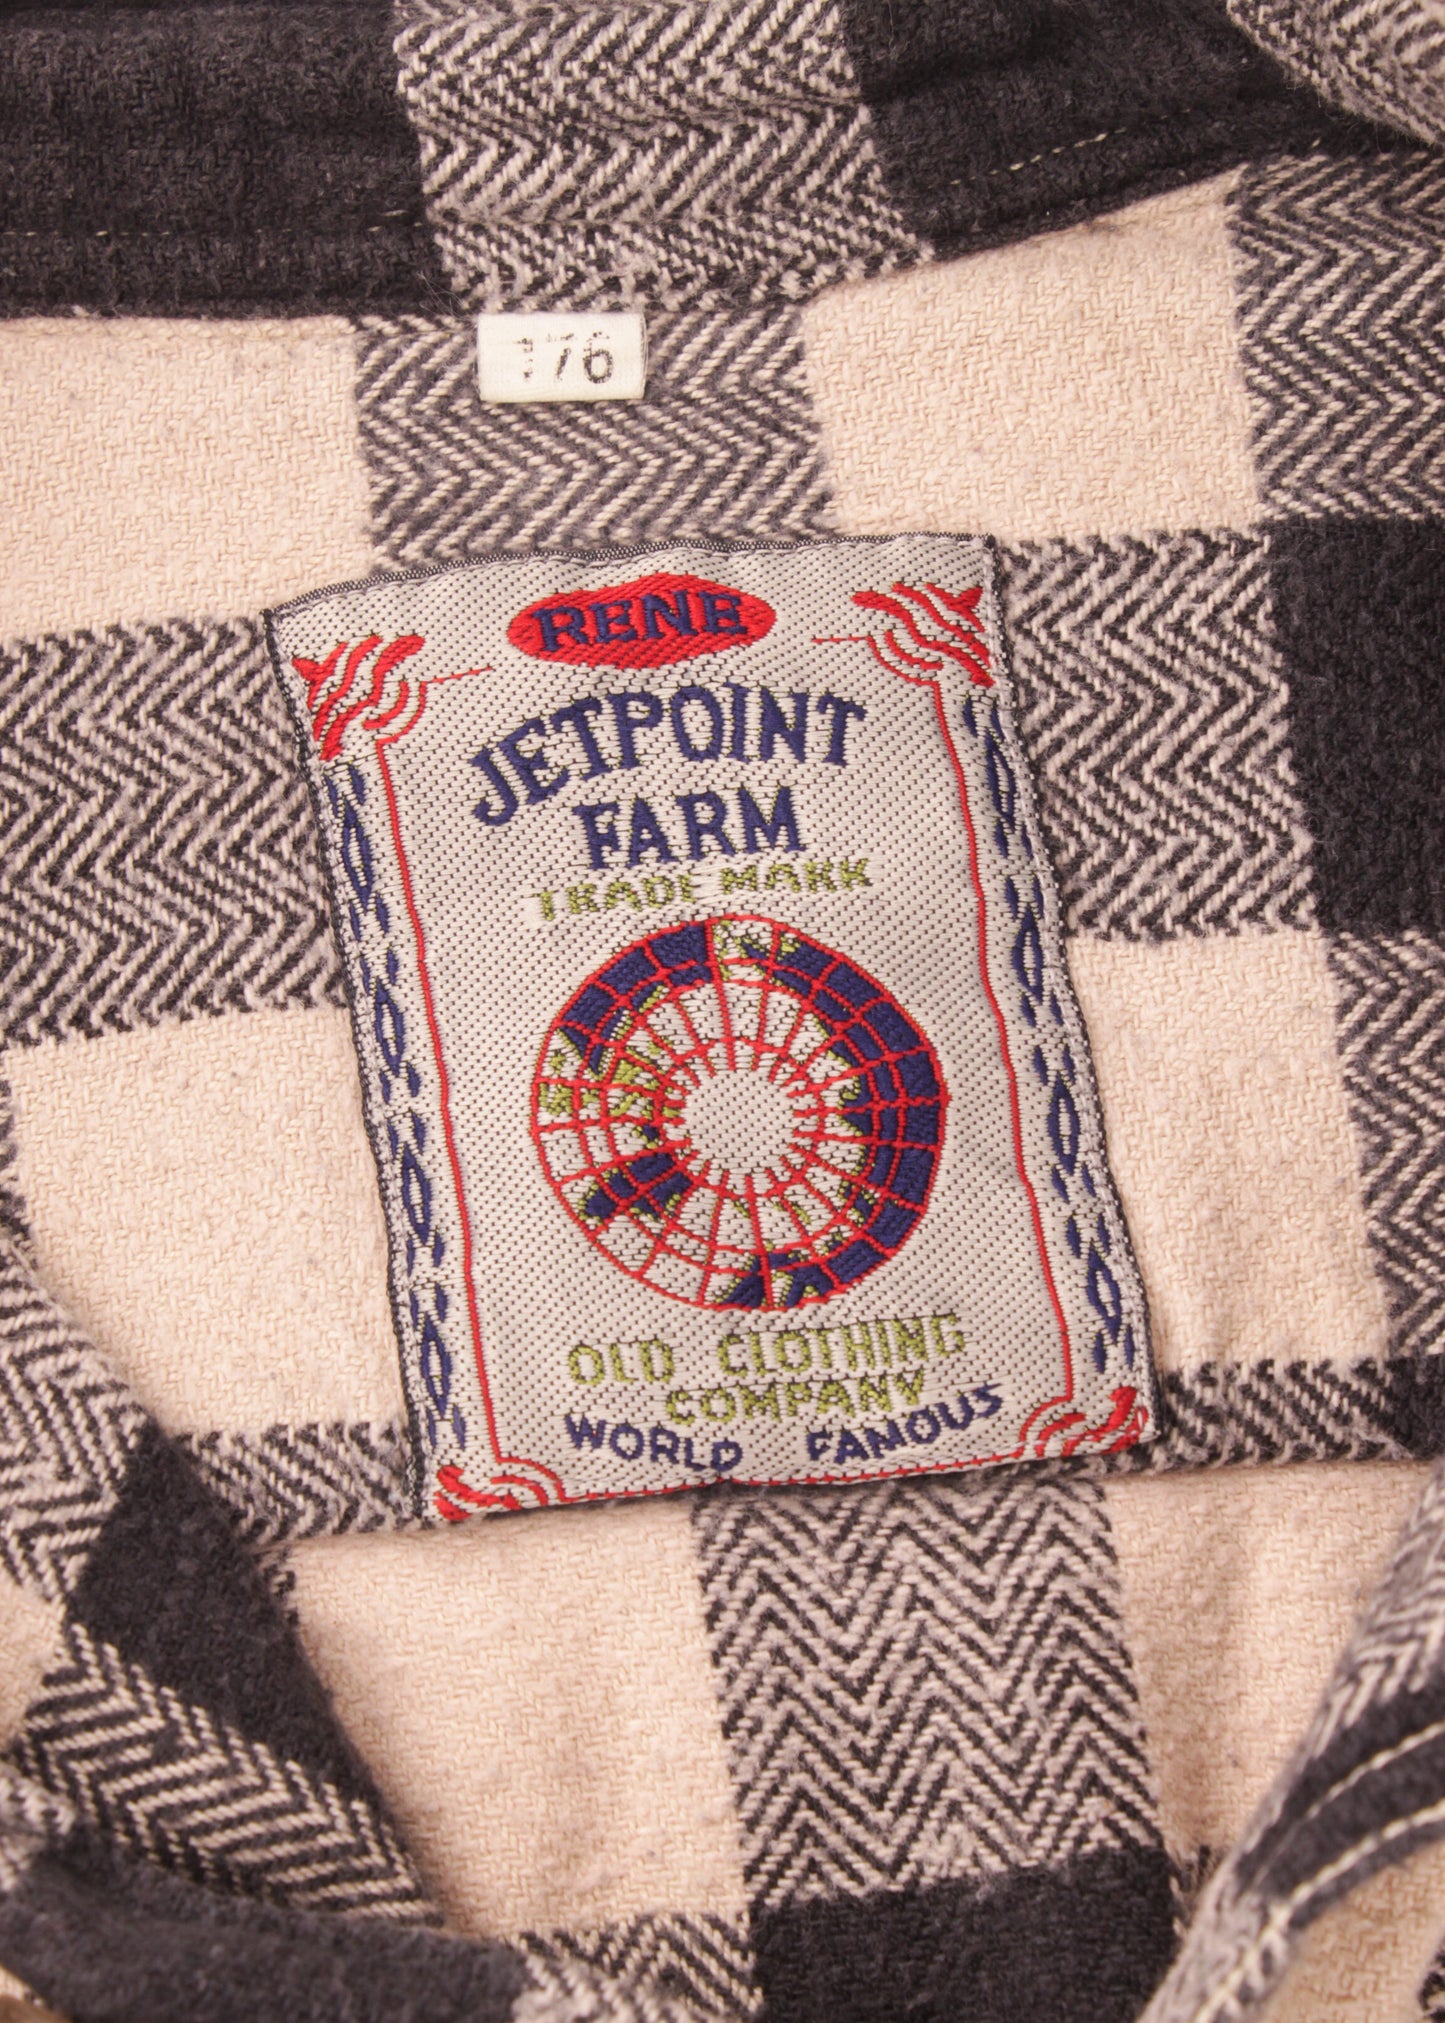 176
RENE
JETPOINT
FARM
TRADE MARK
OLD CLOTHING
COMPANY
WORLD FAMOUS